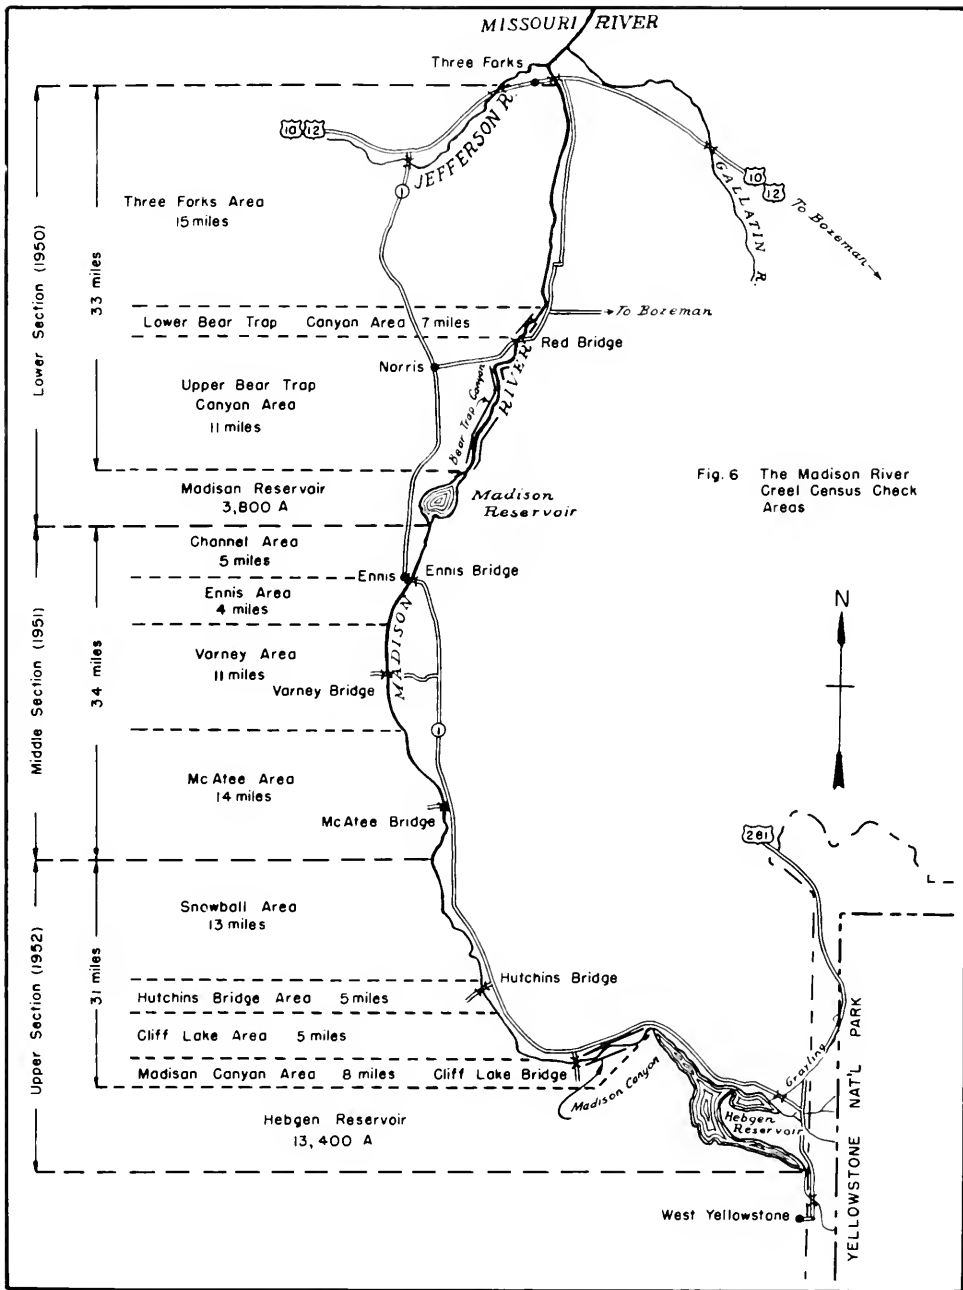 MISSOURI RIVER
Three Forks
10 12
JEFFERSON R.
1
GALLATIN R.
10
12
To Bozeman
Lower Section (1950)
33 miles
Three Forks Area
15 miles
Lower Bear Trap Canyon Area 7 miles
To Bozeman
Red Bridge
Norris
Upper Bear Trap
Canyon Area
11 miles
Bear Trap Canyon
RIVER
Madisan Reservoir
3,800 A
Madison
Reservoir
Fig. 6 The Madison River
Creel Census Check
Areas
Middle Section (1951)
34 miles
Channel Area
5 miles
Ennis
Ennis Bridge
Ennis Area
4 miles
MADISON
Varney Area
11 miles
Varney Bridge
1
N
McAtee Area
14 miles
McAtee Bridge
281
Upper Section (1952)
31 miles
Snowball Area
13 miles
Hutchins Bridge
Hutchins Bridge Area 5 miles
Cliff Lake Area 5 miles
Madisan Canyon Area 8 miles Cliff Lake Bridge
Madison Canyon
Grayling
Hebgen
Reservoir
Hebgen Reservoir
13,400 A
West Yellowstone
YELLOWSTONE NAT'L PARK